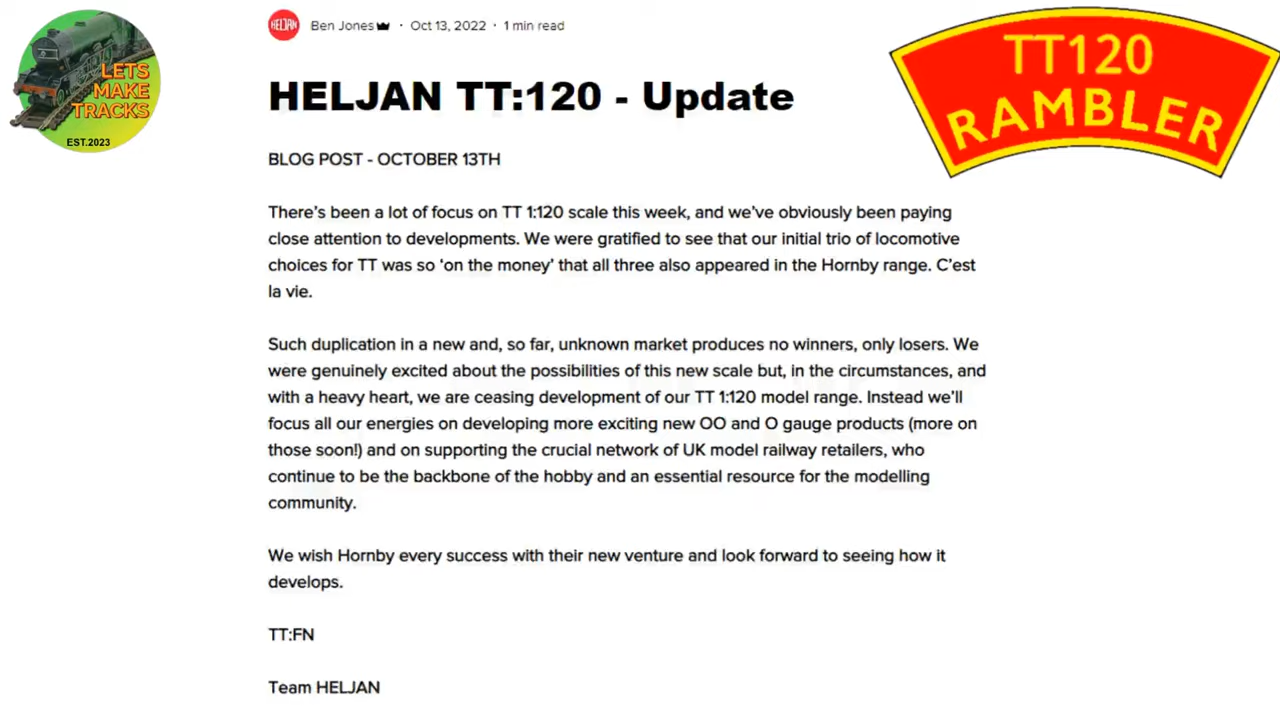 LETS
MAKE
TRACKS
EST.2023
HELJAN
Ben Jones · Oct 13, 2022 · 1 min read
TT120
RAMBLER
HELJAN TT:120 - Update
BLOG POST - OCTOBER 13TH
There's been a lot of focus on TT 1:120 scale this week, and we've obviously been paying
close attention to developments. We were gratified to see that our initial trio of locomotive
choices for TT was so ‘on the money’ that all three also appeared in the Hornby range. C'est
la vie.
Such duplication in a new and, so far, unknown market produces no winners, only losers. We
were genuinely excited about the possibilities of this new scale but, in the circumstances, and
with a heavy heart, we are ceasing development of our TT 1:120 model range. Instead we'll
focus all our energies on developing more exciting new OO and O gauge products (more on
those soon!) and on supporting the crucial network of UK model railway retailers, who
continue to be the backbone of the hobby and an essential resource for the modelling
community.
We wish Hornby every success with their new venture and look forward to seeing how it
develops.
TT:FN
Team HELJAN